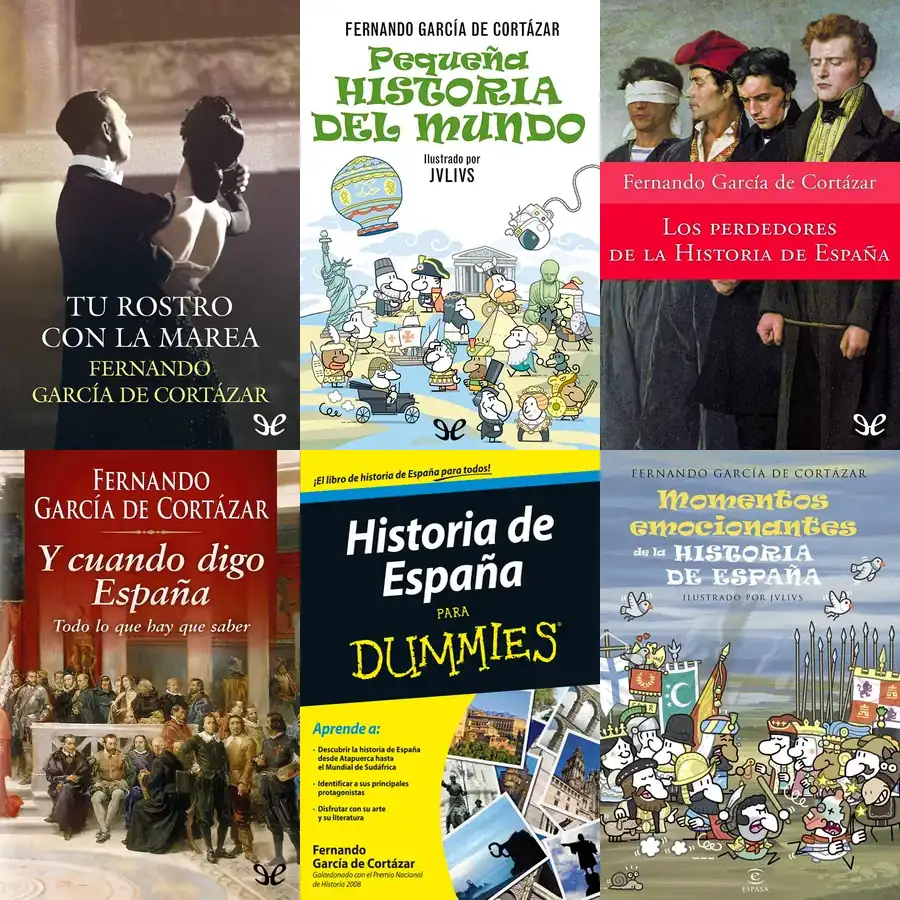 TU ROSTRO
CON LA MAREA
FERNANDO
GARCÍA DE CORTÁZAR
FERNANDO GARCÍA DE CORTÁZAR
Pequeña
HISTORIA
DEL MUNDO
Ilustrado por
JVLIVS
Fernando García de Cortázar
Los perdedores
de la Historia de España
FERNANDO
GARCÍA DE CORTÁZAR
Y cuando digo
España
Todo lo que hay que saber
¡El libro de historia de España para todos!
Historia de
España
PARA
DUMMIES®
Aprende a:
• Descubrir la historia de España
desde Atapuerca hasta
el Mundial de Sudáfrica
• Identificar a sus principales
protagonistas
• Disfrutar con su arte
y su literatura
Fernando
García de Cortázar
Galardonado con el Premio Nacional
de Historia 2008
FERNANDO GARCÍA DE CORTÁZAR
Momentos
emocionantes
de la HISTORIA
DE ESPAÑA
ILUSTRADO POR JVLIVS
ESPASA